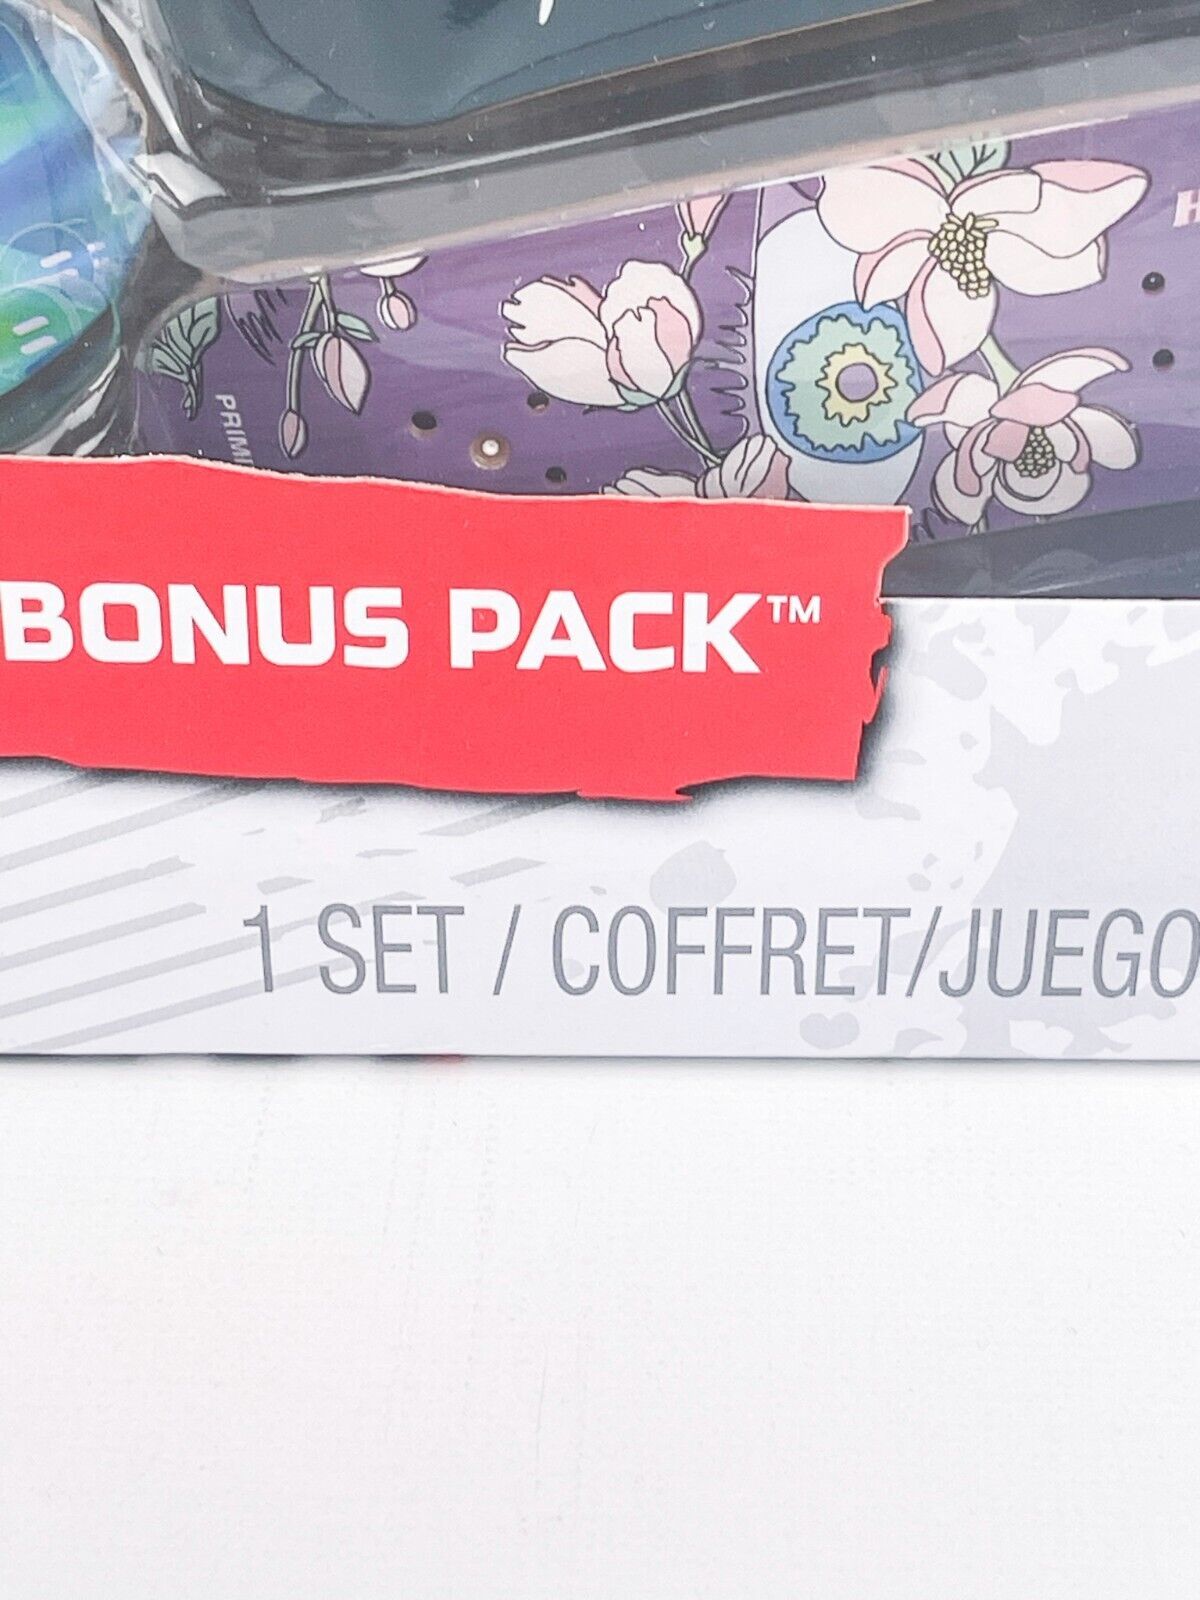 BONUS PACK™
1 SET / COFFRET/JUEGO